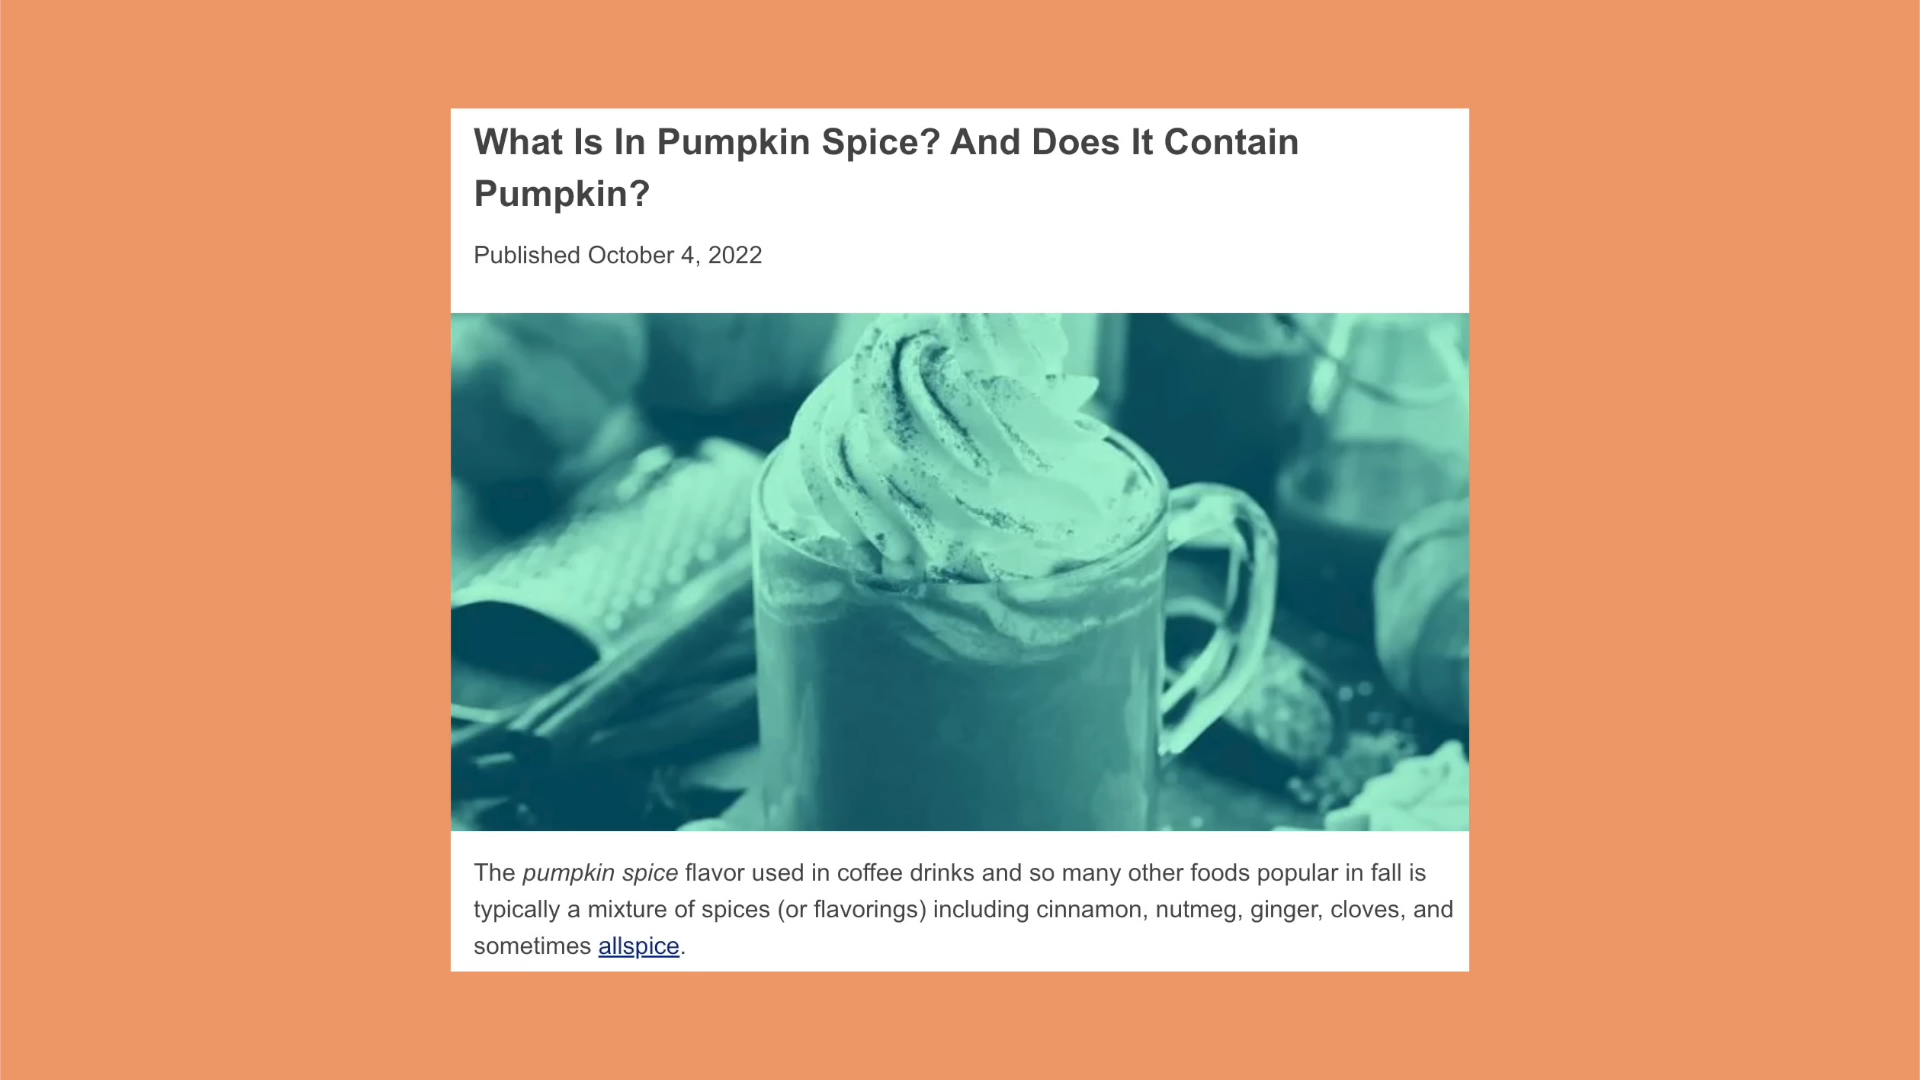 What Is In Pumpkin Spice? And Does It Contain
Pumpkin?
Published October 4, 2022
The pumpkin spice flavor used in coffee drinks and so many other foods popular in fall is
typically a mixture of spices (or flavorings) including cinnamon, nutmeg, ginger, cloves, and
sometimes allspice.